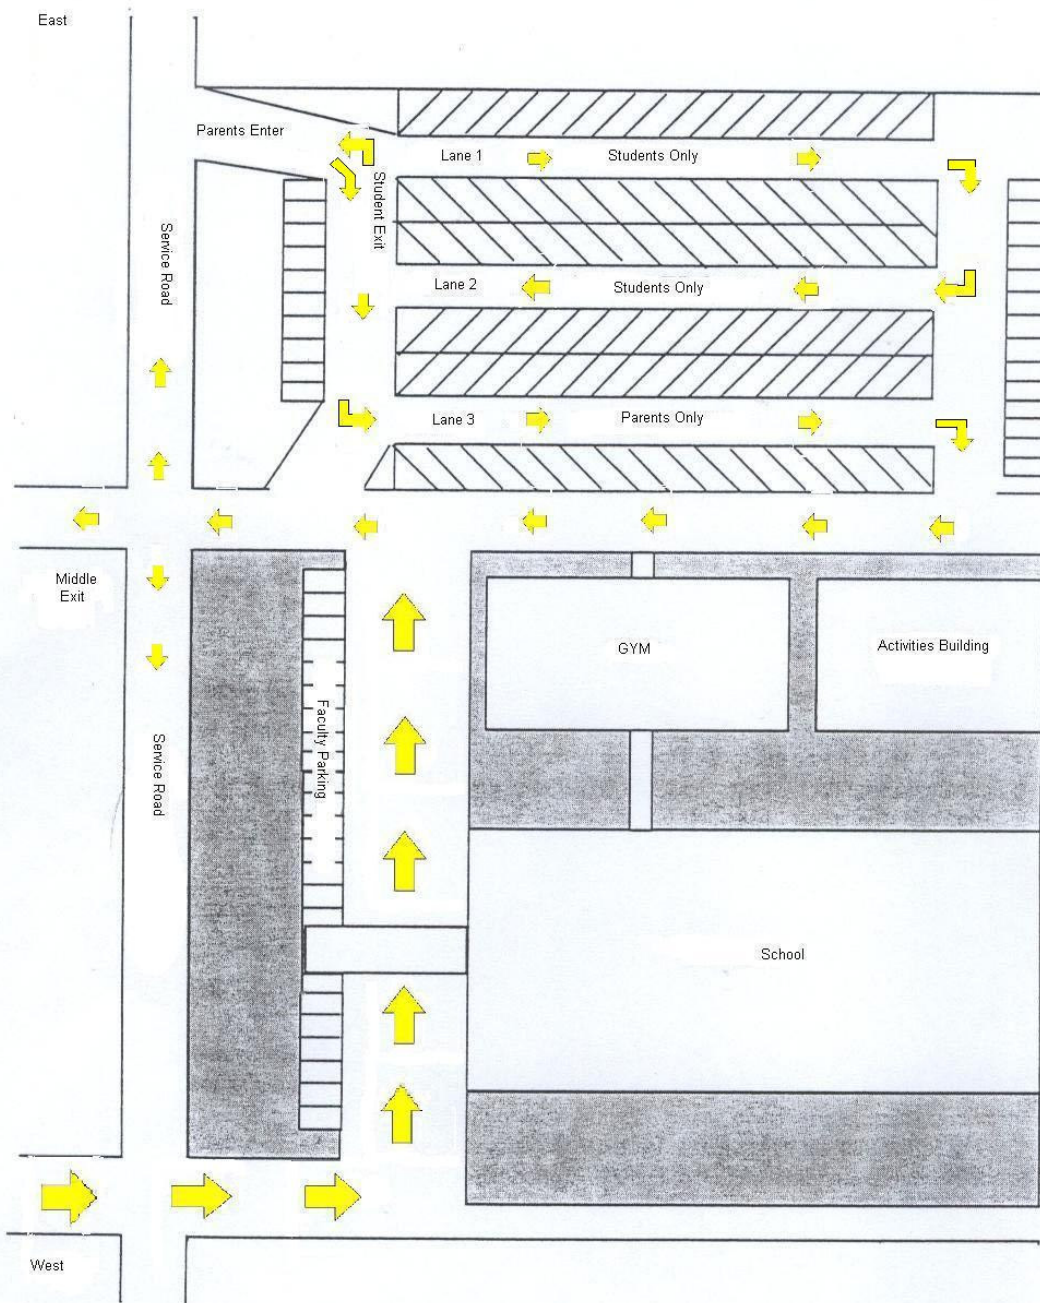 East
Parents Enter
Lane 1
Students Only
Student Exit
Service Road
Lane 2
Students Only
Lane 3
Parents Only
Middle
Exit
GYM
Activities Building
Faculty Parking
Service Road
School
West